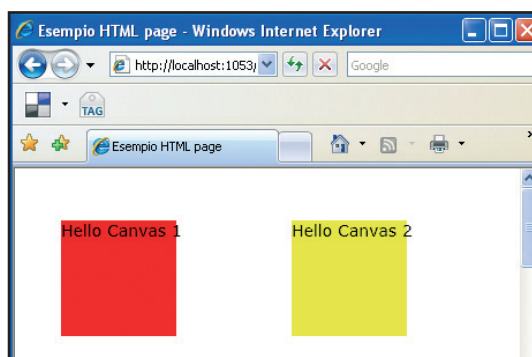 Esempio HTML page - Windows Internet Explorer
http://localhost:1053/
Google
TAG
Esempio HTML page
Hello Canvas 1
Hello Canvas 2